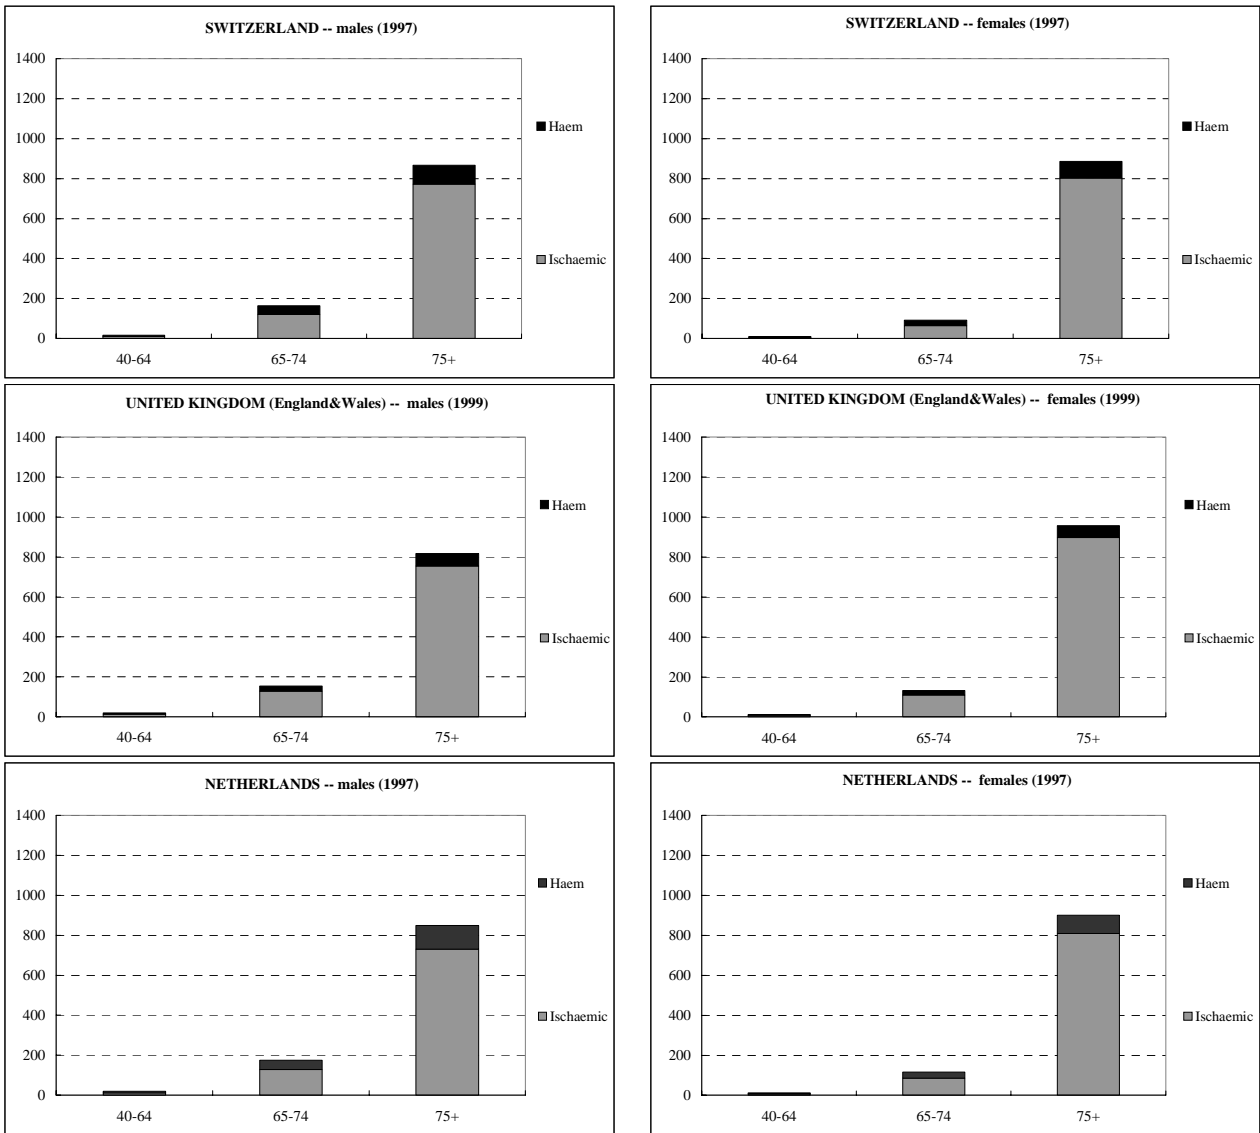 SWITZERLAND -- males (1997)
1400
1200
1000
800
600
400
200
0
40-64 65-74 75+
Haem
Ischaemic
SWITZERLAND -- females (1997)
1400
1200
1000
800
600
400
200
0
40-64 65-74 75+
Haem
Ischaemic
UNITED KINGDOM (England&Wales) -- males (1999)
1400
1200
1000
800
600
400
200
0
40-64 65-74 75+
Haem
Ischaemic
UNITED KINGDOM (England&Wales) -- females (1999)
1400
1200
1000
800
600
400
200
0
40-64 65-74 75+
Haem
Ischaemic
NETHERLANDS -- males (1997)
1400
1200
1000
800
600
400
200
0
40-64 65-74 75+
Haem
Ischaemic
NETHERLANDS -- females (1997)
1400
1200
1000
800
600
400
200
0
40-64 65-74 75+
Haem
Ischaemic